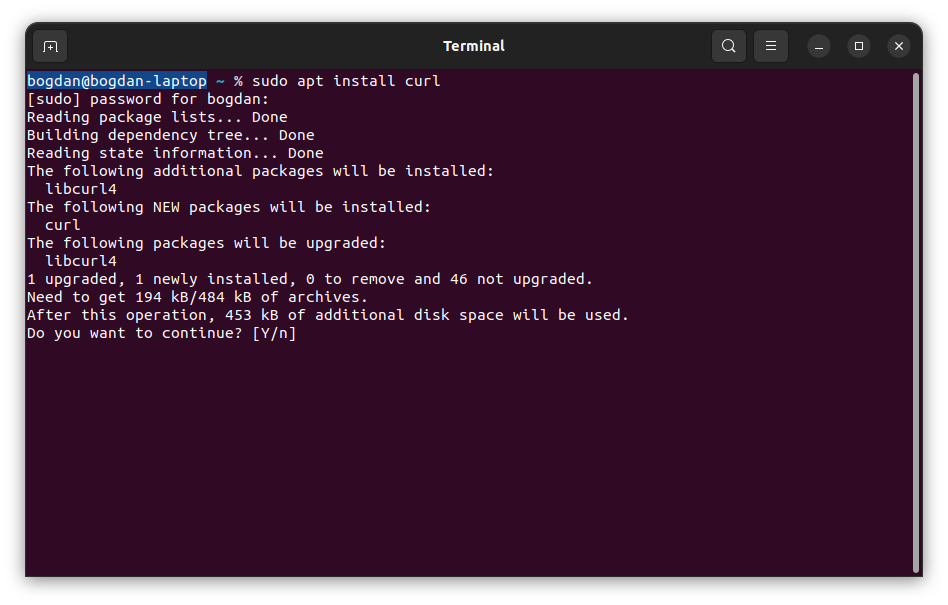 Terminal
bogdan@bogdan-laptop ~ % sudo apt install curl
[sudo] password for bogdan:
Reading package lists... Done
Building dependency tree... Done
Reading state information... Done
The following additional packages will be installed:
  libcurl4
The following NEW packages will be installed:
  curl
The following packages will be upgraded:
  libcurl4
1 upgraded, 1 newly installed, 0 to remove and 46 not upgraded.
Need to get 194 kB/484 kB of archives.
After this operation, 453 kB of additional disk space will be used.
Do you want to continue? [Y/n]